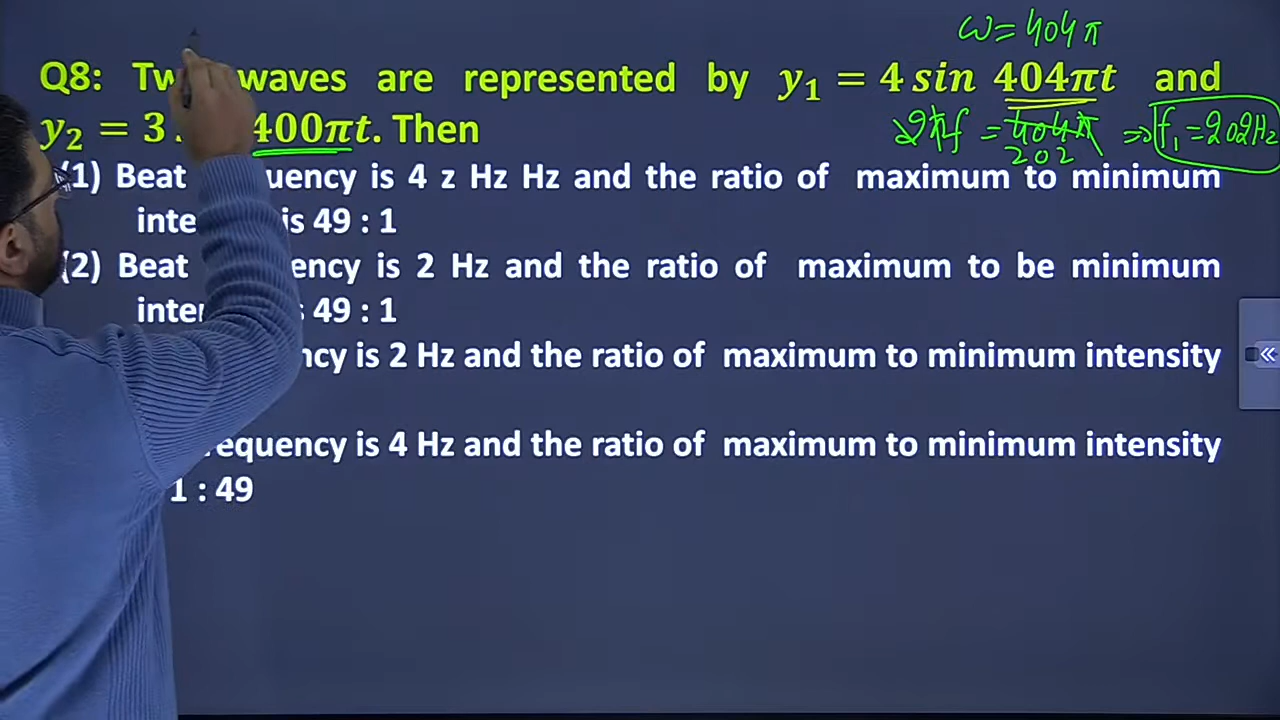 ω = 404π
Q8: Tw waves are represented by y₁ = 4 sin 404πt and
y₂ = 3 400πt. Then
2πf = 404π ⇒ f₁ = 202Hz
202
(1) Beat uency is 4 z Hz Hz and the ratio of maximum to minimum
inte is 49 : 1
(2) Beat ency is 2 Hz and the ratio of maximum to be minimum
inter 49 : 1
ncy is 2 Hz and the ratio of maximum to minimum intensity
equency is 4 Hz and the ratio of maximum to minimum intensity
1 : 49